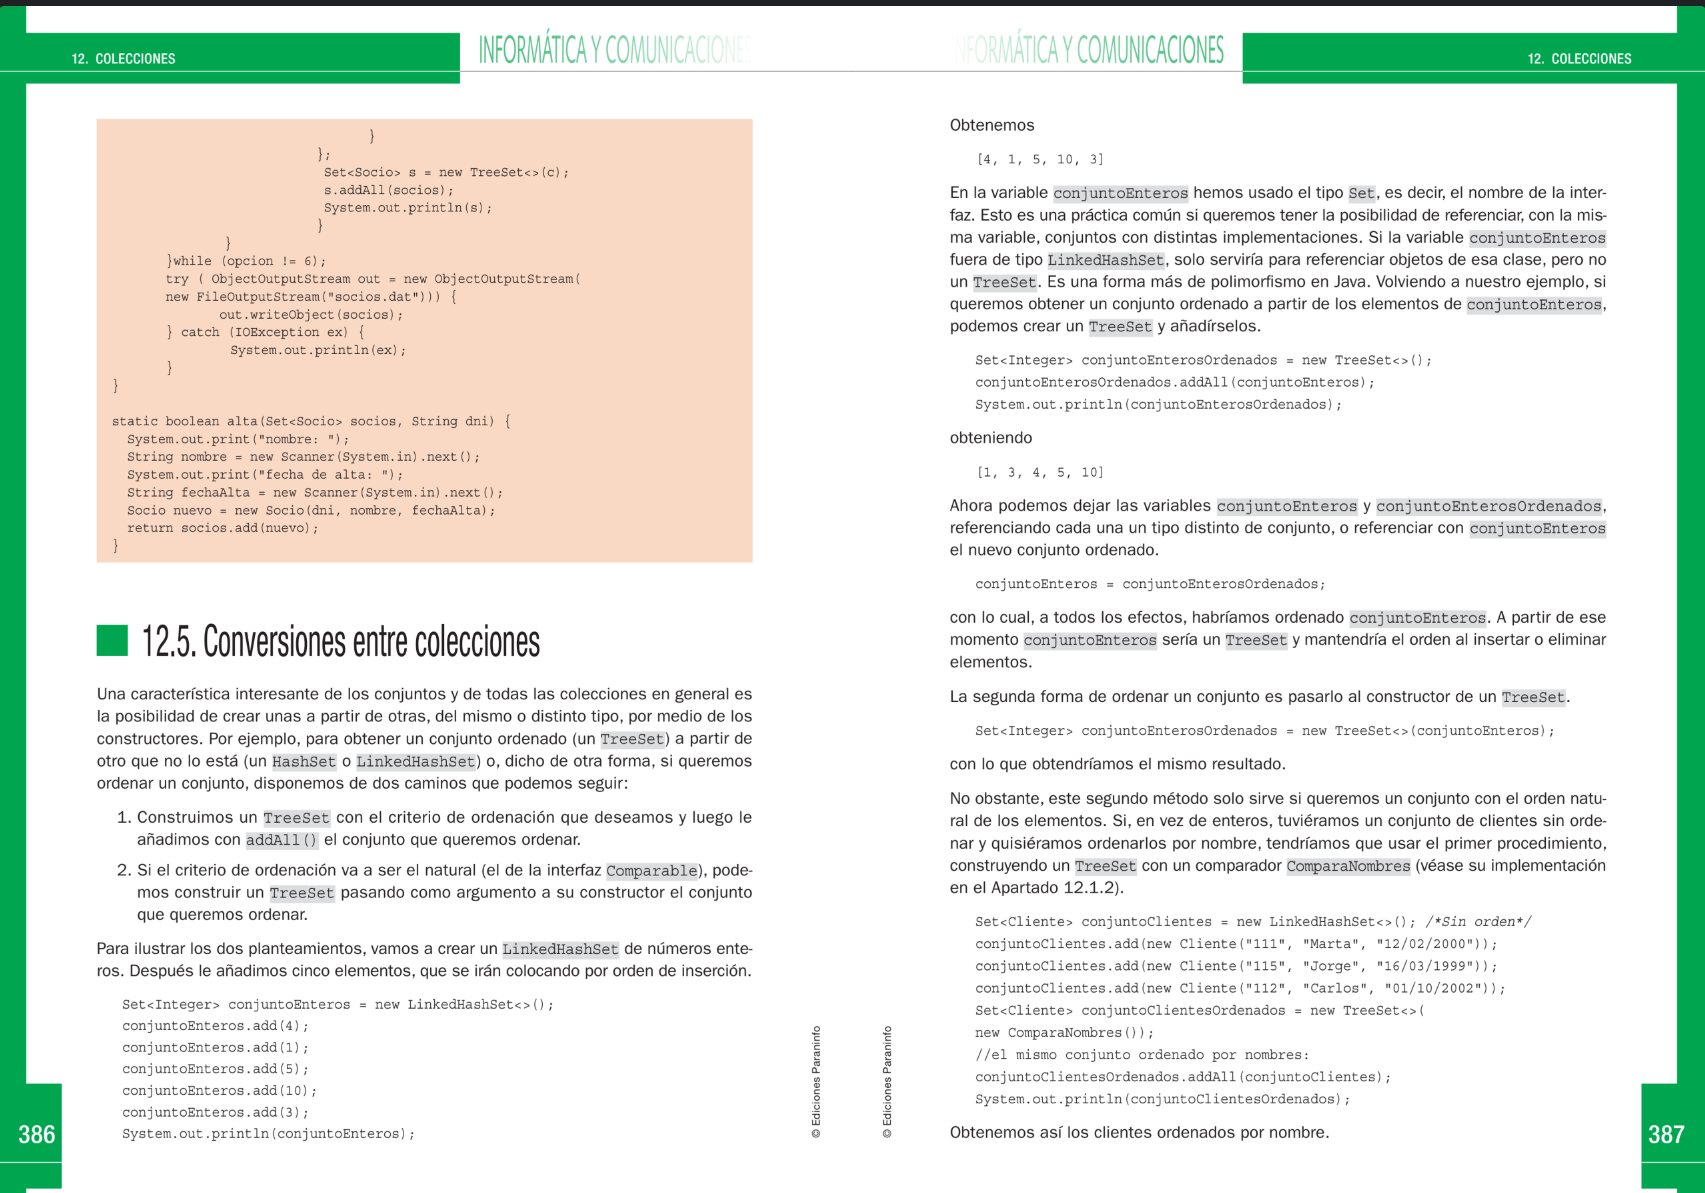 12. COLECCIONES
INFORMÁTICA Y COMUNICACIONES
}
};
Set<Socio> s = new TreeSet<>(c);
s.addAll(socios);
System.out.println(s);
}
}
}while (opcion != 6);
try ( ObjectOutputStream out = new ObjectOutputStream(
new FileOutputStream("socios.dat"))) {
out.writeObject(socios);
} catch (IOException ex) {
System.out.println(ex);
}
}
static boolean alta(Set<Socio> socios, String dni) {
System.out.print("nombre: ");
String nombre = new Scanner(System.in).next();
System.out.print("fecha de alta: ");
String fechaAlta = new Scanner(System.in).next();
Socio nuevo = new Socio(dni, nombre, fechaAlta);
return socios.add(nuevo);
}
12.5. Conversiones entre colecciones
Una característica interesante de los conjuntos y de todas las colecciones en general es
la posibilidad de crear unas a partir de otras, del mismo o distinto tipo, por medio de los
constructores. Por ejemplo, para obtener un conjunto ordenado (un TreeSet) a partir de
otro que no lo está (un HashSet o LinkedHashSet) o, dicho de otra forma, si queremos
ordenar un conjunto, disponemos de dos caminos que podemos seguir:
1. Construimos un TreeSet con el criterio de ordenación que deseamos y luego le
añadimos con addAll() el conjunto que queremos ordenar.
2. Si el criterio de ordenación va a ser el natural (el de la interfaz Comparable), pode-
mos construir un TreeSet pasando como argumento a su constructor el conjunto
que queremos ordenar.
Para ilustrar los dos planteamientos, vamos a crear un LinkedHashSet de números ente-
ros. Después le añadimos cinco elementos, que se irán colocando por orden de inserción.
Set<Integer> conjuntoEnteros = new LinkedHashSet<>();
conjuntoEnteros.add(4);
conjuntoEnteros.add(1);
conjuntoEnteros.add(5);
conjuntoEnteros.add(10);
conjuntoEnteros.add(3);
System.out.println(conjuntoEnteros);
© Ediciones Paraninfo
386
INFORMÁTICA Y COMUNICACIONES
12. COLECCIONES
Obtenemos
[4, 1, 5, 10, 3]
En la variable conjuntoEnteros hemos usado el tipo Set, es decir, el nombre de la inter-
faz. Esto es una práctica común si queremos tener la posibilidad de referenciar, con la mis-
ma variable, conjuntos con distintas implementaciones. Si la variable conjuntoEnteros
fuera de tipo LinkedHashSet, solo serviría para referenciar objetos de esa clase, pero no
un TreeSet. Es una forma más de polimorfismo en Java. Volviendo a nuestro ejemplo, si
queremos obtener un conjunto ordenado a partir de los elementos de conjuntoEnteros,
podemos crear un TreeSet y añadírselos.
Set<Integer> conjuntoEnterosOrdenados = new TreeSet<>();
conjuntoEnterosOrdenados.addAll(conjuntoEnteros);
System.out.println(conjuntoEnterosOrdenados);
obteniendo
[1, 3, 4, 5, 10]
Ahora podemos dejar las variables conjuntoEnteros y conjuntoEnterosOrdenados,
referenciando cada una un tipo distinto de conjunto, o referenciar con conjuntoEnteros
el nuevo conjunto ordenado.
conjuntoEnteros = conjuntoEnterosOrdenados;
con lo cual, a todos los efectos, habríamos ordenado conjuntoEnteros. A partir de ese
momento conjuntoEnteros sería un TreeSet y mantendría el orden al insertar o eliminar
elementos.
La segunda forma de ordenar un conjunto es pasarlo al constructor de un TreeSet.
Set<Integer> conjuntoEnterosOrdenados = new TreeSet<>(conjuntoEnteros);
con lo que obtendríamos el mismo resultado.
No obstante, este segundo método solo sirve si queremos un conjunto con el orden natu-
ral de los elementos. Si, en vez de enteros, tuviéramos un conjunto de clientes sin orde-
nar y quisiéramos ordenarlos por nombre, tendríamos que usar el primer procedimiento,
construyendo un TreeSet con un comparador ComparaNombres (véase su implementación
en el Apartado 12.1.2).
Set<Cliente> conjuntoClientes = new LinkedHashSet<>(); /*Sin orden*/
conjuntoClientes.add(new Cliente("111", "Marta", "12/02/2000"));
conjuntoClientes.add(new Cliente("115", "Jorge", "16/03/1999"));
conjuntoClientes.add(new Cliente("112", "Carlos", "01/10/2002"));
Set<Cliente> conjuntoClientesOrdenados = new TreeSet<>(
new ComparaNombres());
//el mismo conjunto ordenado por nombres:
conjuntoClientesOrdenados.addAll(conjuntoClientes);
System.out.println(conjuntoClientesOrdenados);
Obtenemos así los clientes ordenados por nombre.
© Ediciones Paraninfo
387